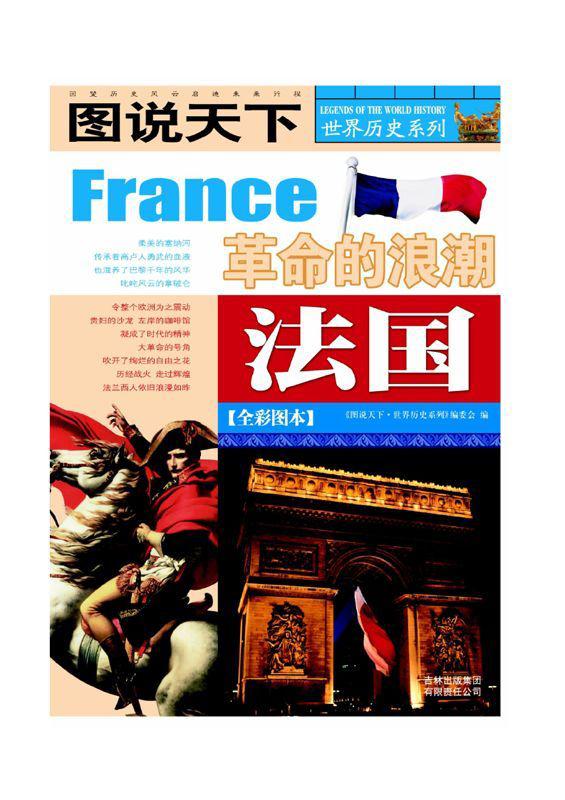 回望历史风云启迪未来兴探
图说天下
LEGENDS OF THE WORLD HISTORY
世界历史系列
France
革命的浪潮
柔美的塞纳河
传承着高卢人勇武的血液
也滋养了巴黎千年的风华
叱咤风云的拿破仑
令整个欧洲为之震动
贵妇的沙龙 左岸的咖啡馆
凝成了时代的精神
大革命的号角
吹开了绚烂的自由之花
历经战火 走过辉煌
法兰西人依旧浪漫如昨
法国
【全彩图本】
《图说天下·世界历史系列》编委会 编
吉林出版集团
有限责任公司